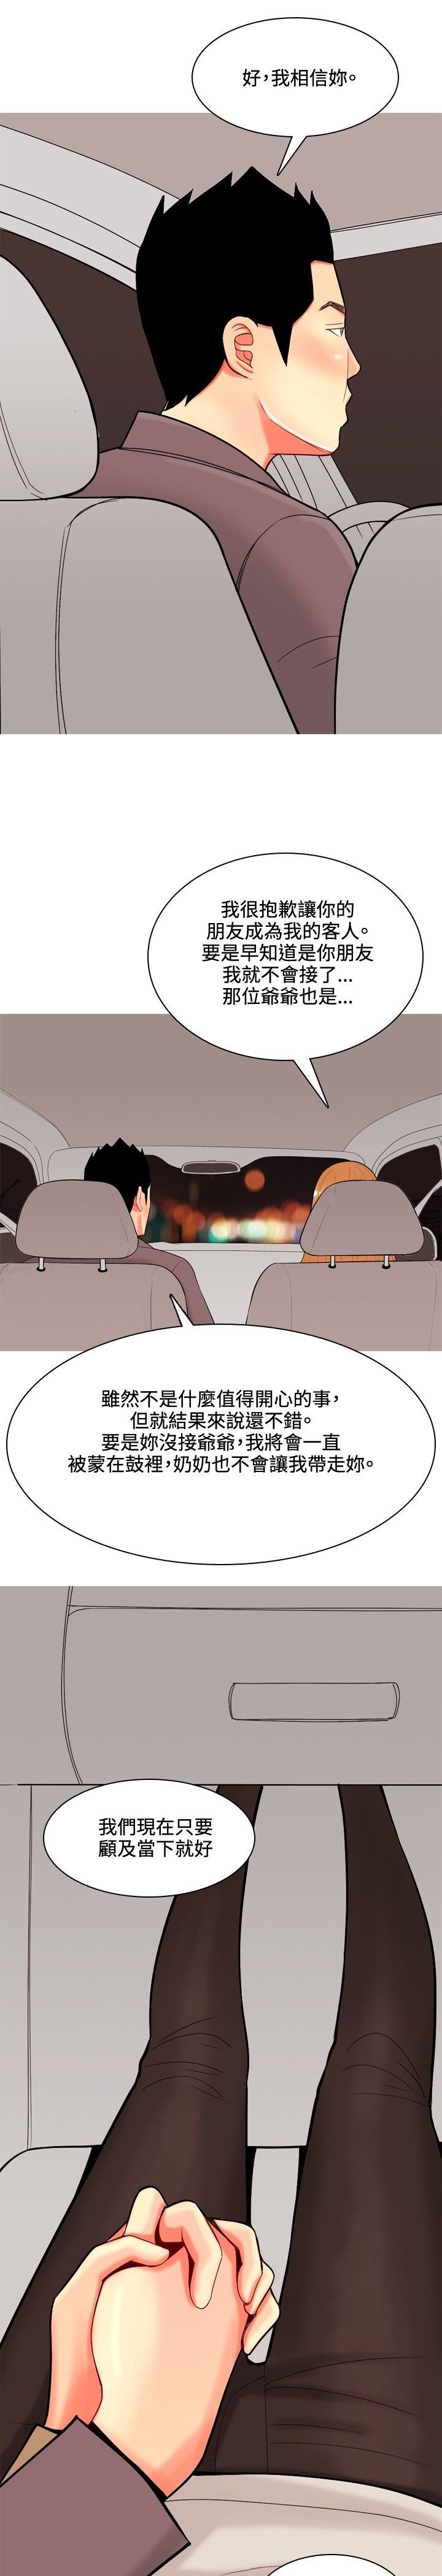 好，我相信妳。
我很抱歉讓你的
朋友成為我的客人。
要是早知道是你朋友
我就不會接了...
那位爺爺也是...
雖然不是什麼值得開心的事，
但就結果來說還不錯。
要是妳沒接爺爺，我將會一直
被蒙在鼓裡，奶奶也不會讓我帶走妳。
我們現在只要
顧及當下就好